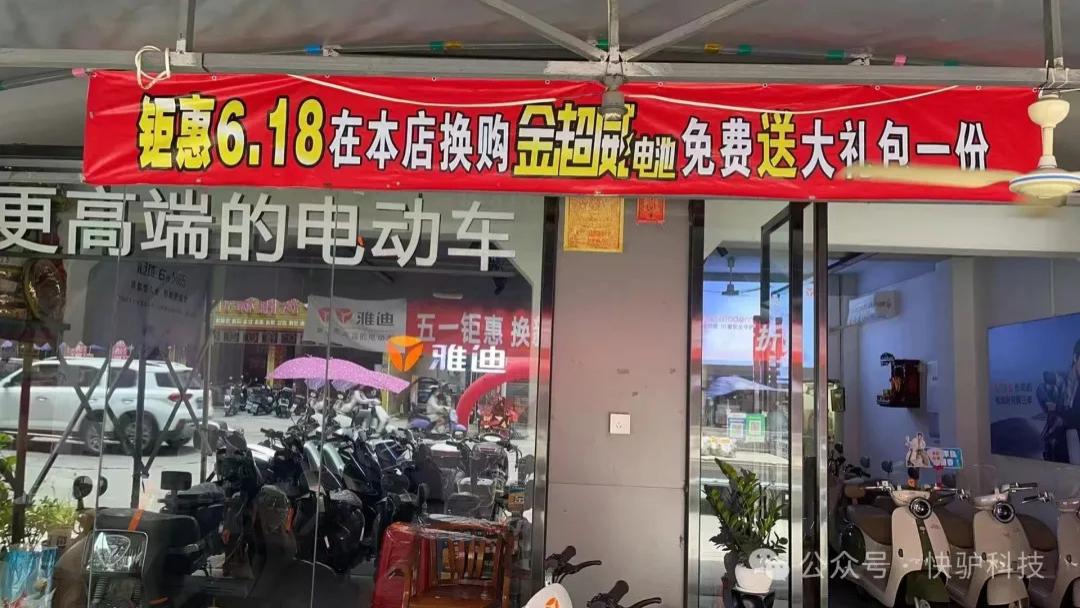 钜惠6.18在本店换购金超威电池免费送大礼包一份
更高端的电动车
雅迪
五一钜惠 换新
雅迪
折
公众号·快驴科技